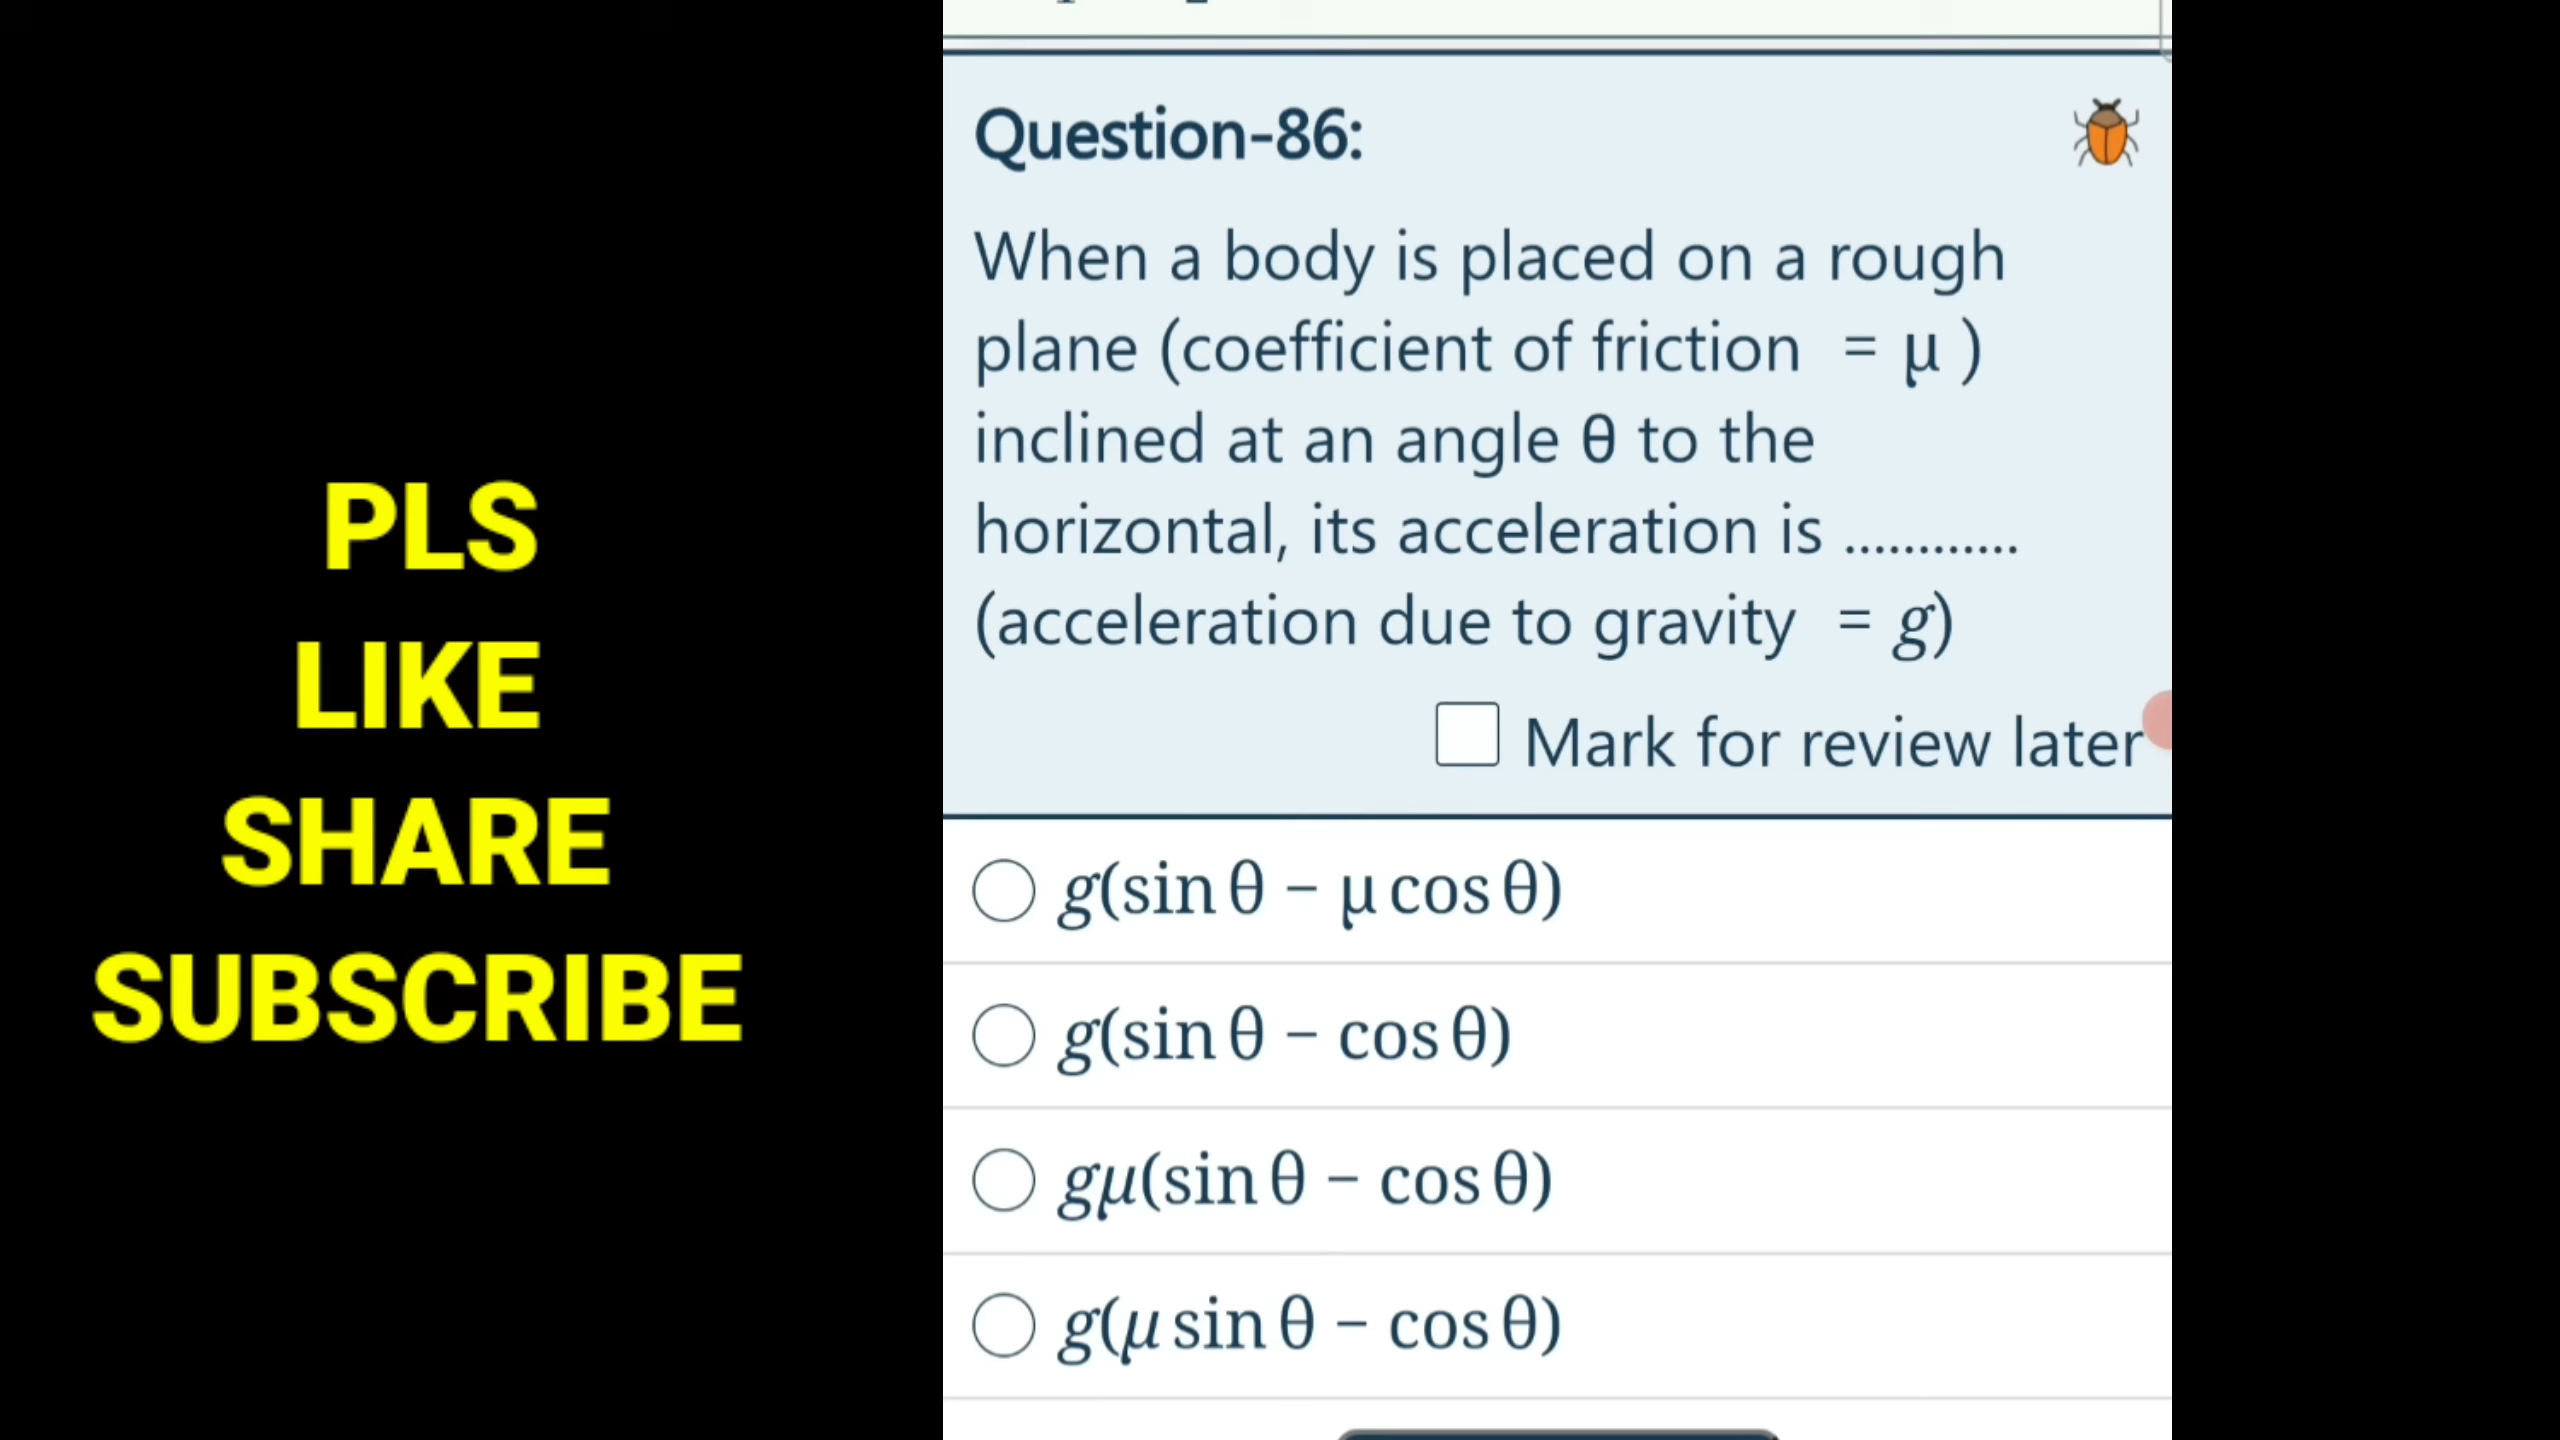 PLS
LIKE
SHARE
SUBSCRIBE
Question-86:
When a body is placed on a rough
plane (coefficient of friction = μ )
inclined at an angle θ to the
horizontal, its acceleration is ............
(acceleration due to gravity = g)
Mark for review later
g(sin θ − μ cos θ)
g(sin θ − cos θ)
gμ(sin θ − cos θ)
g(μ sin θ − cos θ)